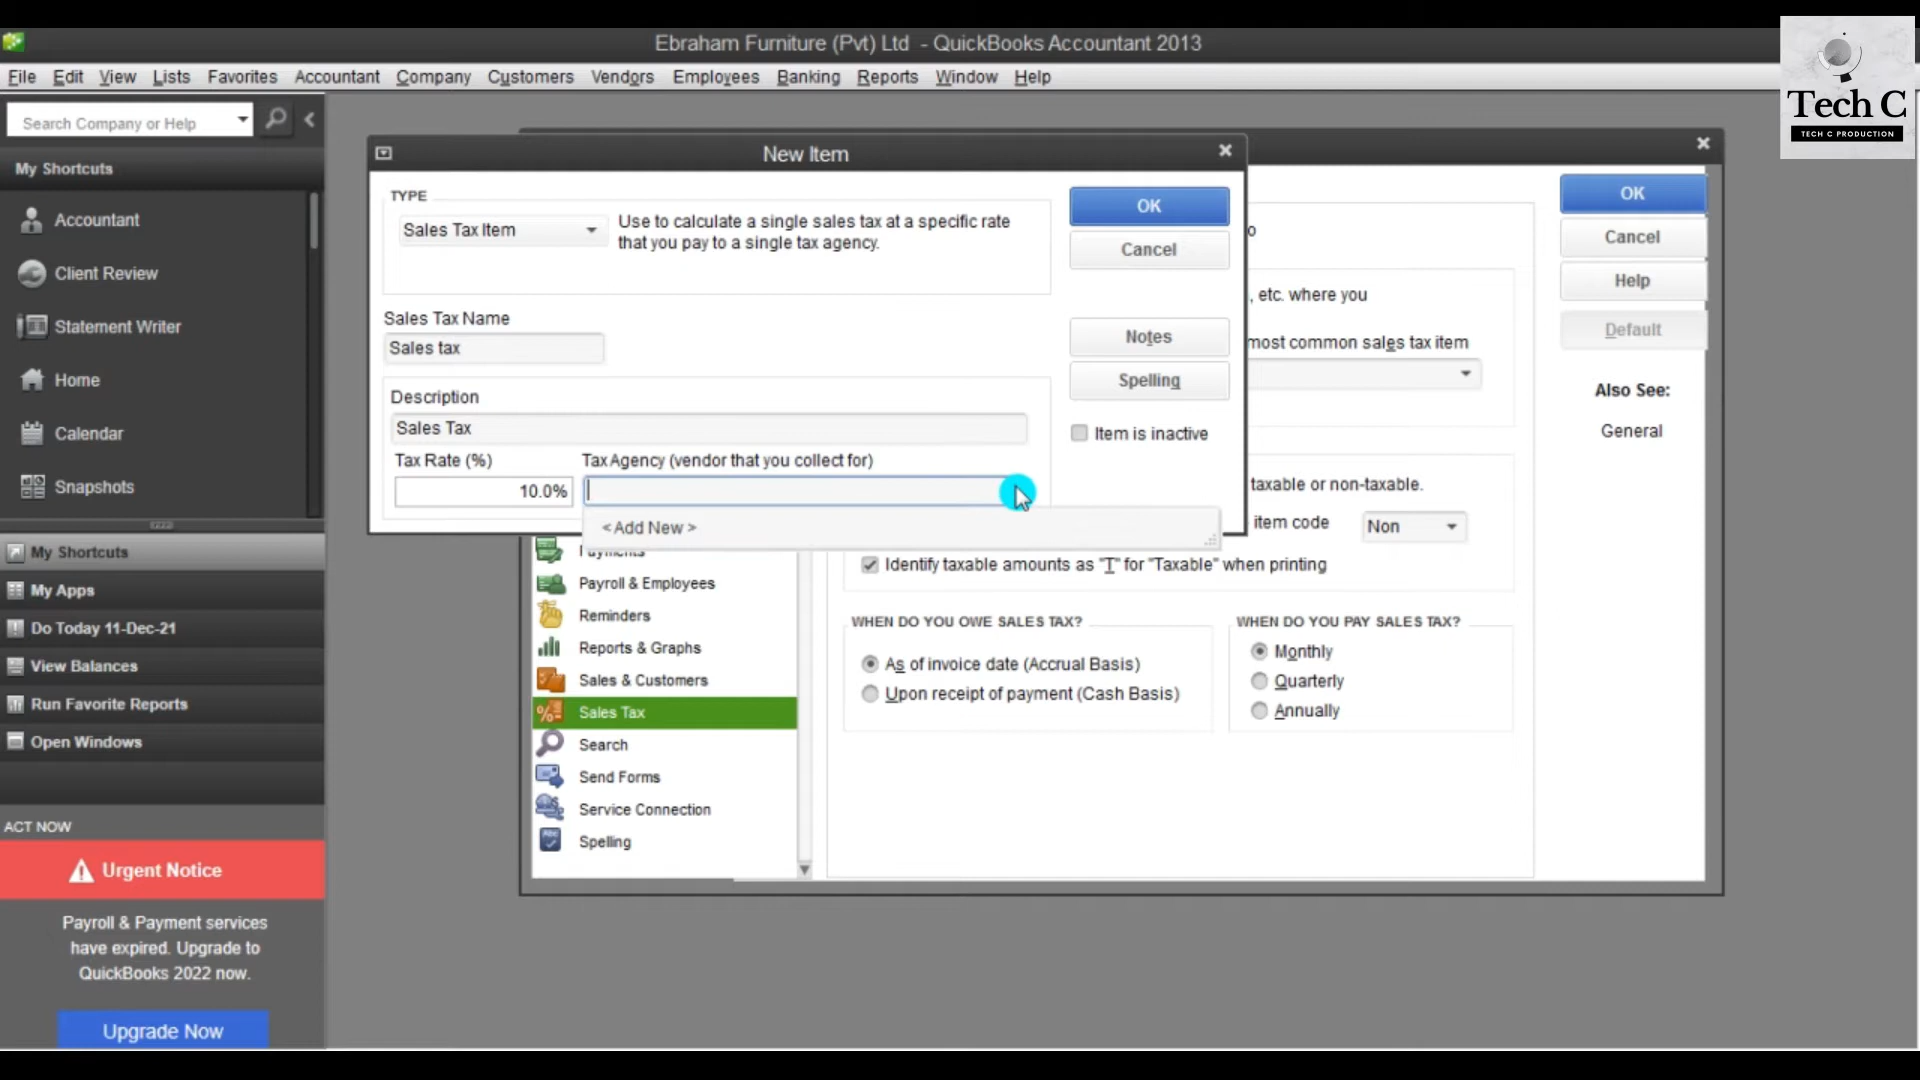 Ebraham Furniture (Pvt) Ltd - QuickBooks Accountant 2013
File Edit View Lists Favorites Accountant Company Customers Vendors Employees Banking Reports Window Help
Tech C
TECH C PRODUCTION
Search Company or Help
My Shortcuts
Accountant
Client Review
Statement Writer
Home
Calendar
Snapshots
My Shortcuts
My Apps
Do Today 11-Dec-21
View Balances
Run Favorite Reports
Open Windows
ACT NOW
Urgent Notice
Payroll & Payment services
have expired. Upgrade to
QuickBooks 2022 now.
Upgrade Now
New Item
TYPE
Sales Tax Item
Use to calculate a single sales tax at a specific rate
that you pay to a single tax agency.
OK
Cancel
Notes
Spelling
Item is inactive
Sales Tax Name
Sales tax
Description
Sales Tax
Tax Rate (%)
Tax Agency (vendor that you collect for)
10.0%
< Add New >
Payments
Payroll & Employees
Reminders
Reports & Graphs
Sales & Customers
Sales Tax
Search
Send Forms
Service Connection
Spelling
o
, etc. where you
most common sales tax item
taxable or non-taxable.
item code
Non
Identify taxable amounts as "T" for "Taxable" when printing
WHEN DO YOU OWE SALES TAX?
As of invoice date (Accrual Basis)
Upon receipt of payment (Cash Basis)
WHEN DO YOU PAY SALES TAX?
Monthly
Quarterly
Annually
OK
Cancel
Help
Default
Also See:
General